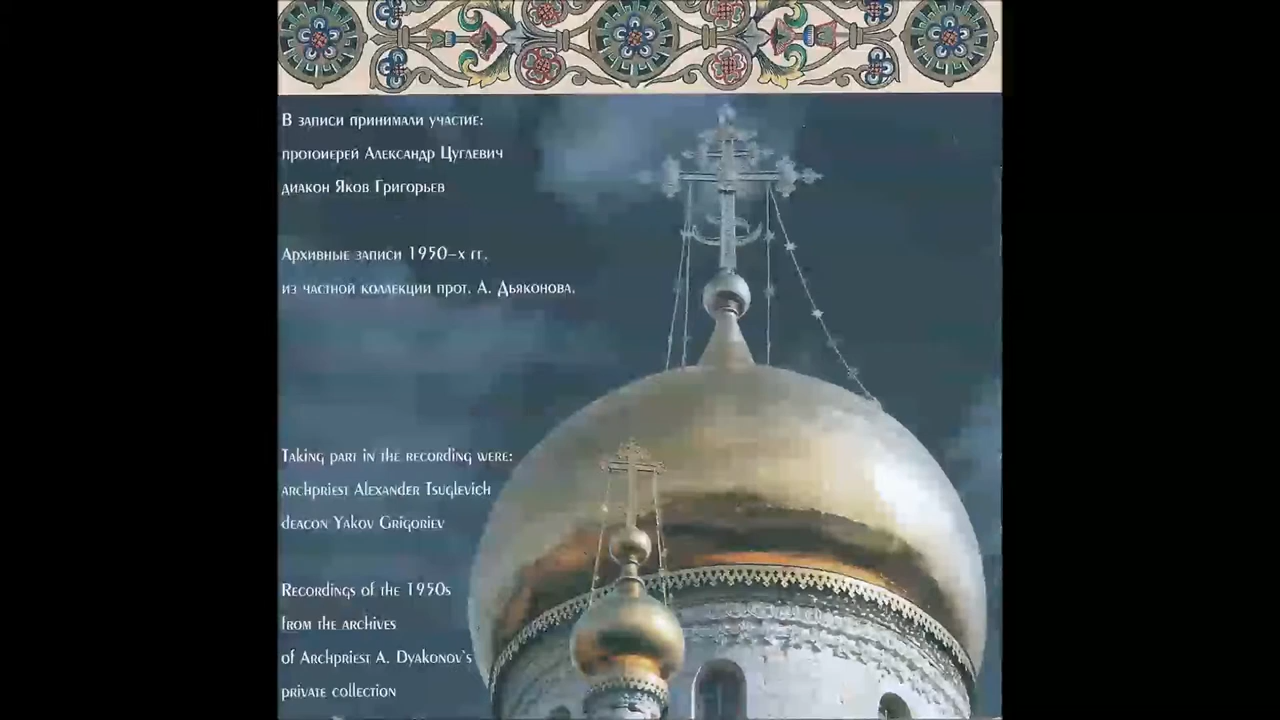 В записи принимали участие:
протоиерей Александр Цуглевич
диакон Яков Григорьев
Архивные записи 1950-х гг.
из частной коллекции прот. А. Дьяконова.
Taking part in the recording were:
archpriest Alexander Tsuglevich
deacon Yakov Grigoriev
Recordings of the 1950s
from the archives
of Archpriest A. Dyakonov's
private collection